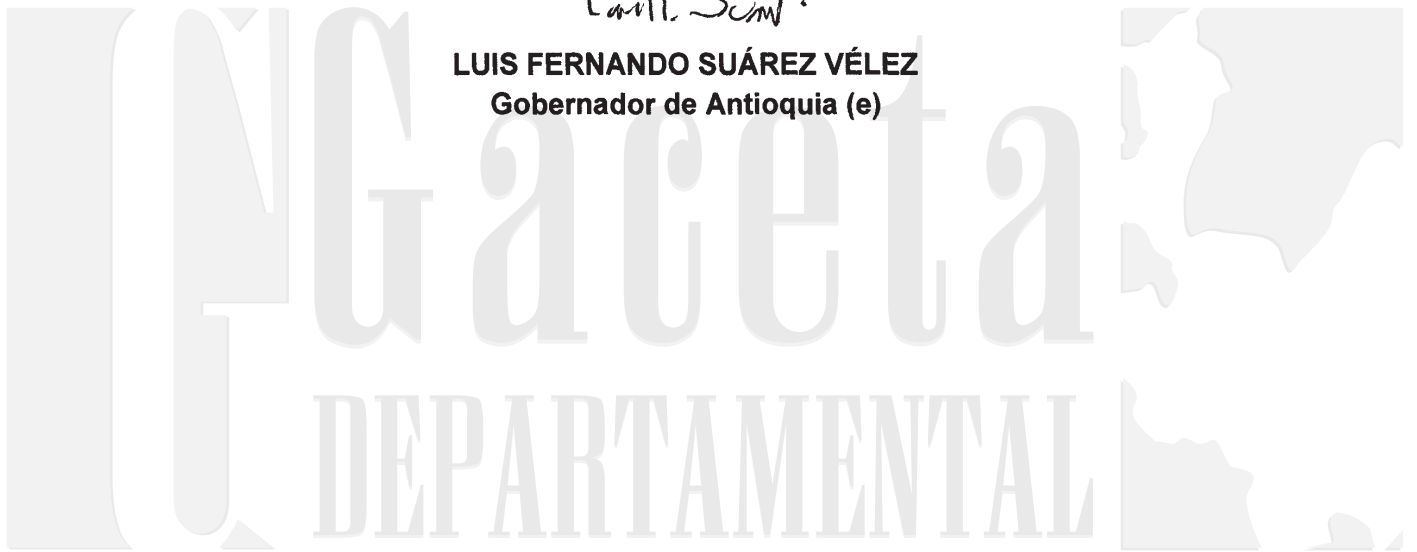 LUIS FERNANDO SUÁREZ VÉLEZ
Gobernador de Antioquia (e)
Gaceta
DEPARTAMENTAL